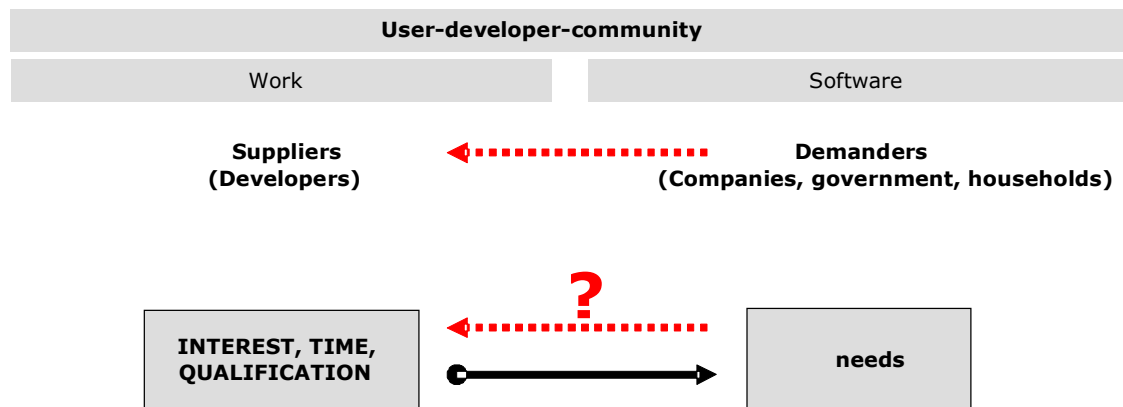 User-developer-community
Work
Software
Suppliers
(Developers)
Demanders
(Companies, government, households)
?
INTEREST, TIME,
QUALIFICATION
needs